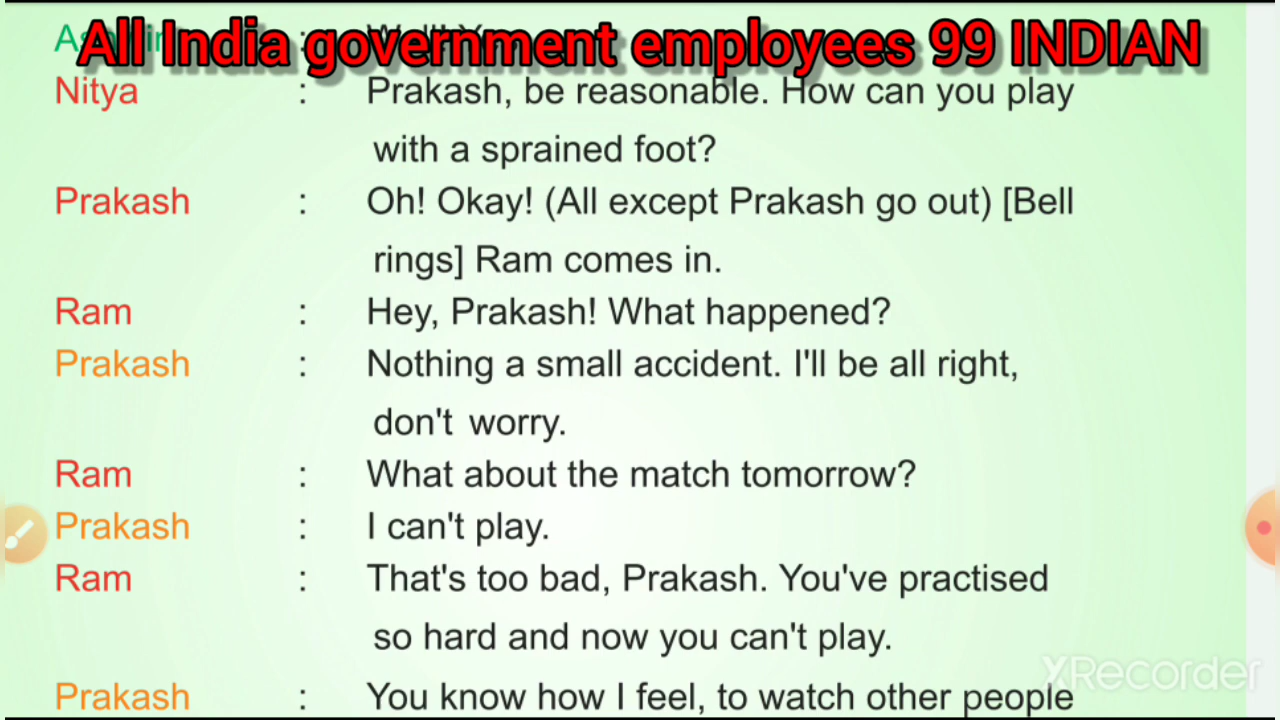 All India government employees 99 INDIAN
Nitya : Prakash, be reasonable. How can you play
with a sprained foot?
Prakash : Oh! Okay! (All except Prakash go out) [Bell
rings] Ram comes in.
Ram : Hey, Prakash! What happened?
Prakash : Nothing a small accident. I'll be all right,
don't worry.
Ram : What about the match tomorrow?
Prakash : I can't play.
Ram : That's too bad, Prakash. You've practised
so hard and now you can't play.
XRecorder
Prakash : You know how I feel, to watch other people